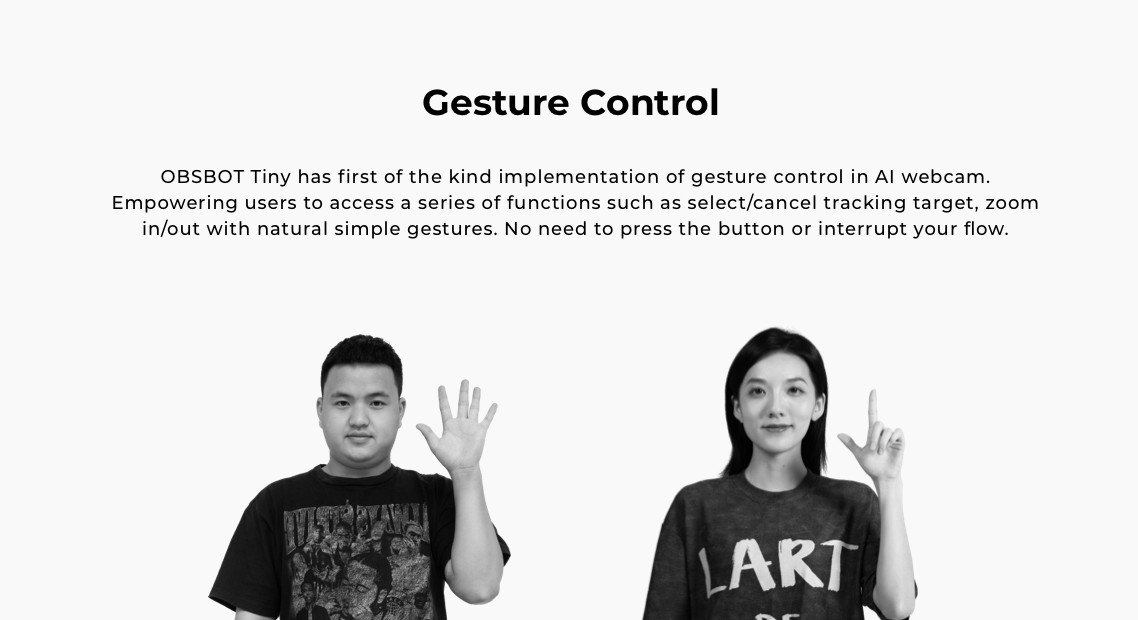 Gesture Control
OBSBOT Tiny has first of the kind implementation of gesture control in AI webcam.
Empowering users to access a series of functions such as select/cancel tracking target, zoom
in/out with natural simple gestures. No need to press the button or interrupt your flow.
LART